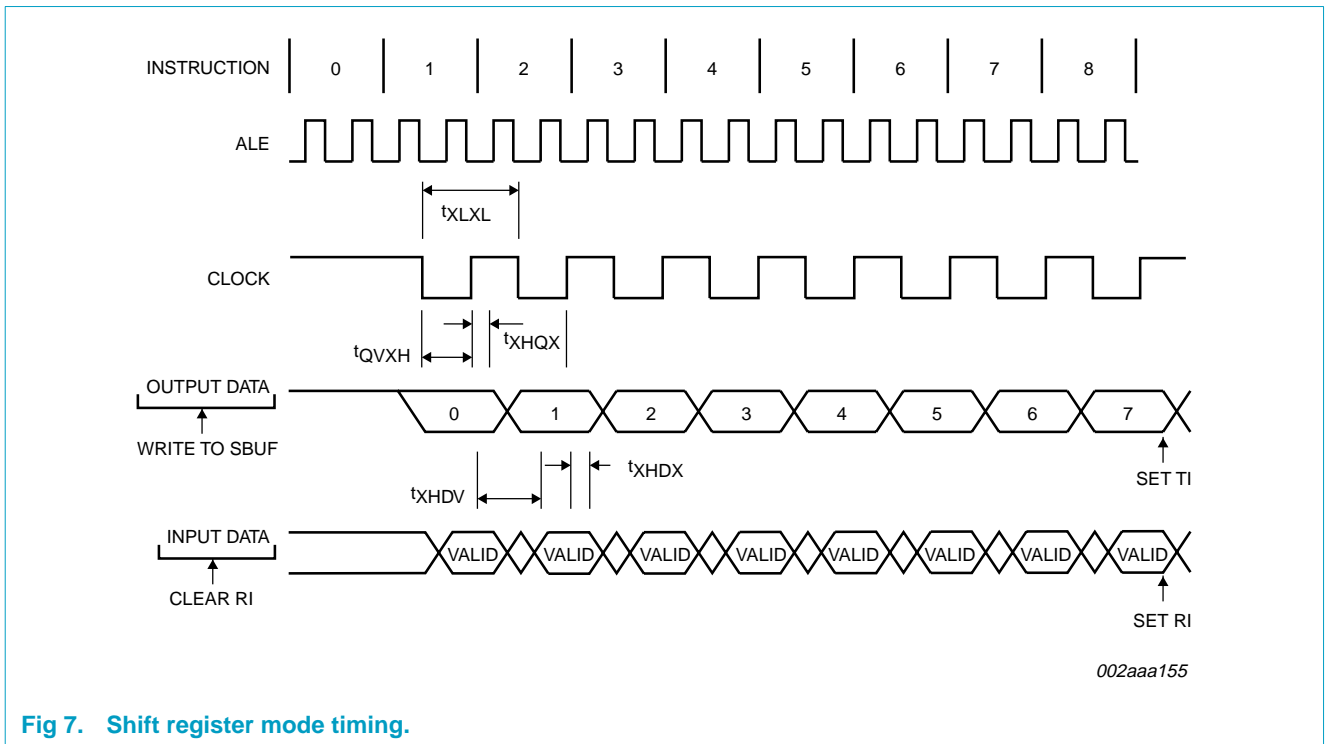 INSTRUCTION 0 1 2 3 4 5 6 7 8
ALE
tXLXL
CLOCK
tQVXH
tXHQX
OUTPUT DATA
0 1 2 3 4 5 6 7
WRITE TO SBUF
SET TI
tXHDV
tXHDX
INPUT DATA
VALID VALID VALID VALID VALID VALID VALID VALID
CLEAR RI
SET RI
002aaa155
Fig 7. Shift register mode timing.